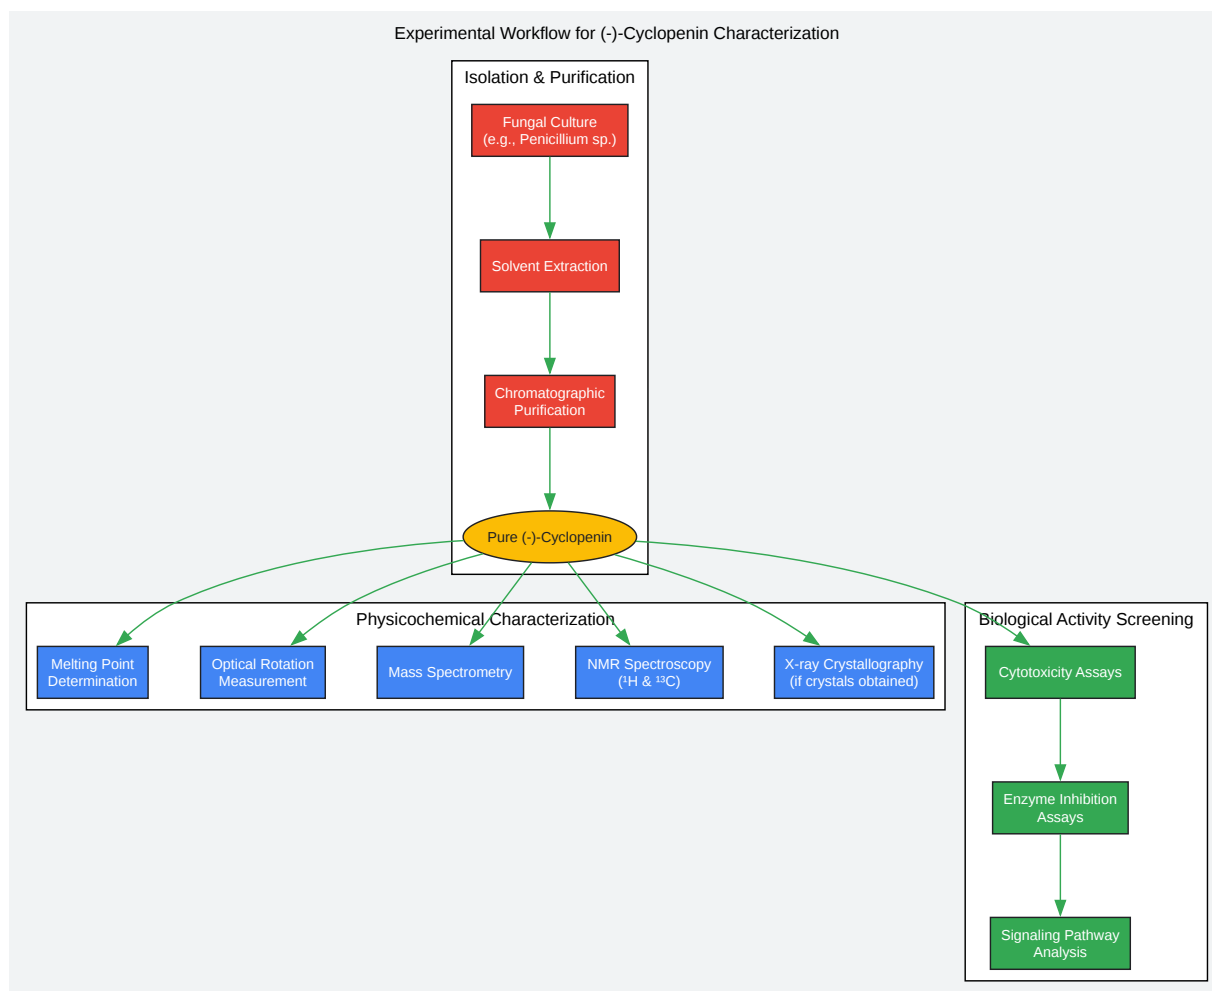 Experimental Workflow for (-)-Cyclopenin Characterization
Isolation & Purification
Fungal Culture
(e.g., Penicillium sp.)
Solvent Extraction
Chromatographic
Purification
Pure (-)-Cyclopenin
Physicochemical Characterization
Melting Point
Determination
Optical Rotation
Measurement
Mass Spectrometry
NMR Spectroscopy
(¹H & ¹³C)
X-ray Crystallography
(if crystals obtained)
Biological Activity Screening
Cytotoxicity Assays
Enzyme Inhibition
Assays
Signaling Pathway
Analysis